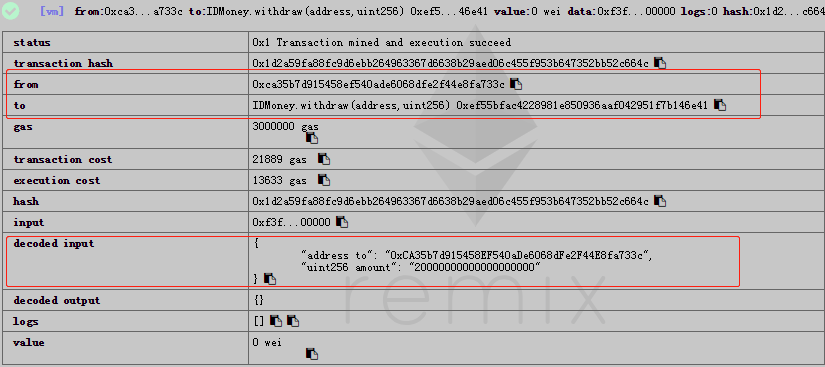 [vm] from:0xca3...a733c to:IDMoney.withdraw(address,uint256) 0xef5...46e41 value:0 wei data:0xf3f...00000 logs:0 hash:0x1d2...c664
status 0x1 Transaction mined and execution succeed
transaction hash 0x1d2a59fa88fc9d6ebb264963367d6638b29aed06c455f953b647352bb52c664c
from 0xca35b7d915458ef540ade6068dfe2f44e8fa733c
to IDMoney.withdraw(address,uint256) 0xef55bfac4228981e850936aaf042951f7b146e41
gas 3000000 gas
transaction cost 21889 gas
execution cost 13633 gas
hash 0x1d2a59fa88fc9d6ebb264963367d6638b29aed06c455f953b647352bb52c664c
input 0xf3f...00000
decoded input {
"address to": "0xCA35b7d915458EF540aDe6068dFe2F44E8fa733c",
"uint256 amount": "20000000000000000000"
}
decoded output {}
logs []
value 0 wei
remix